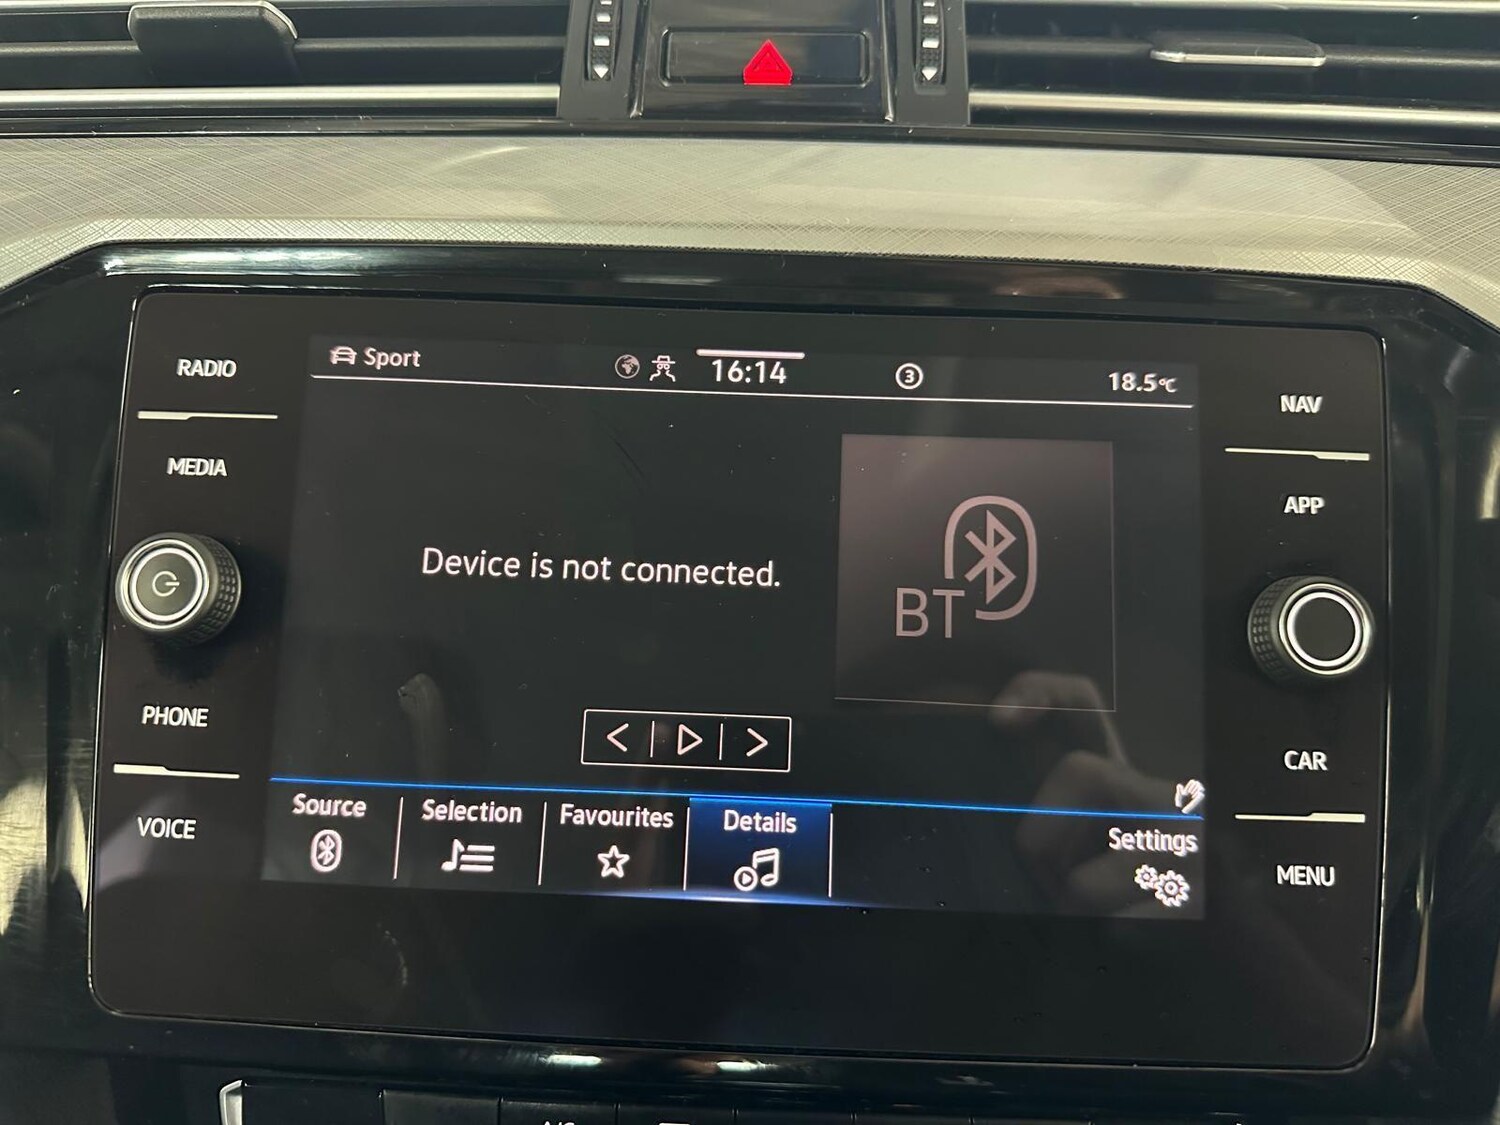 RADIO
MEDIA
PHONE
VOICE
Sport
16:14
3
18.5°C
Device is not connected.
BT
Source
Selection
Favourites
Details
Settings
NAV
APP
CAR
MENU